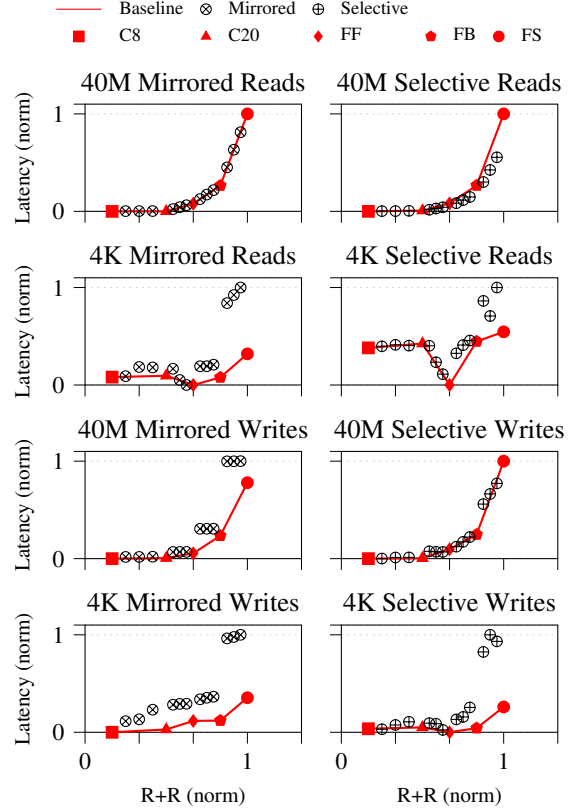 Baseline Mirrored Selective
C8 C20 FF FB FS
40M Mirrored Reads 40M Selective Reads
Latency (norm) 1 0
4K Mirrored Reads 4K Selective Reads
Latency (norm) 1 0
40M Mirrored Writes 40M Selective Writes
Latency (norm) 1 0
4K Mirrored Writes 4K Selective Writes
Latency (norm) 1 0
0 1 1
R+R (norm) R+R (norm)